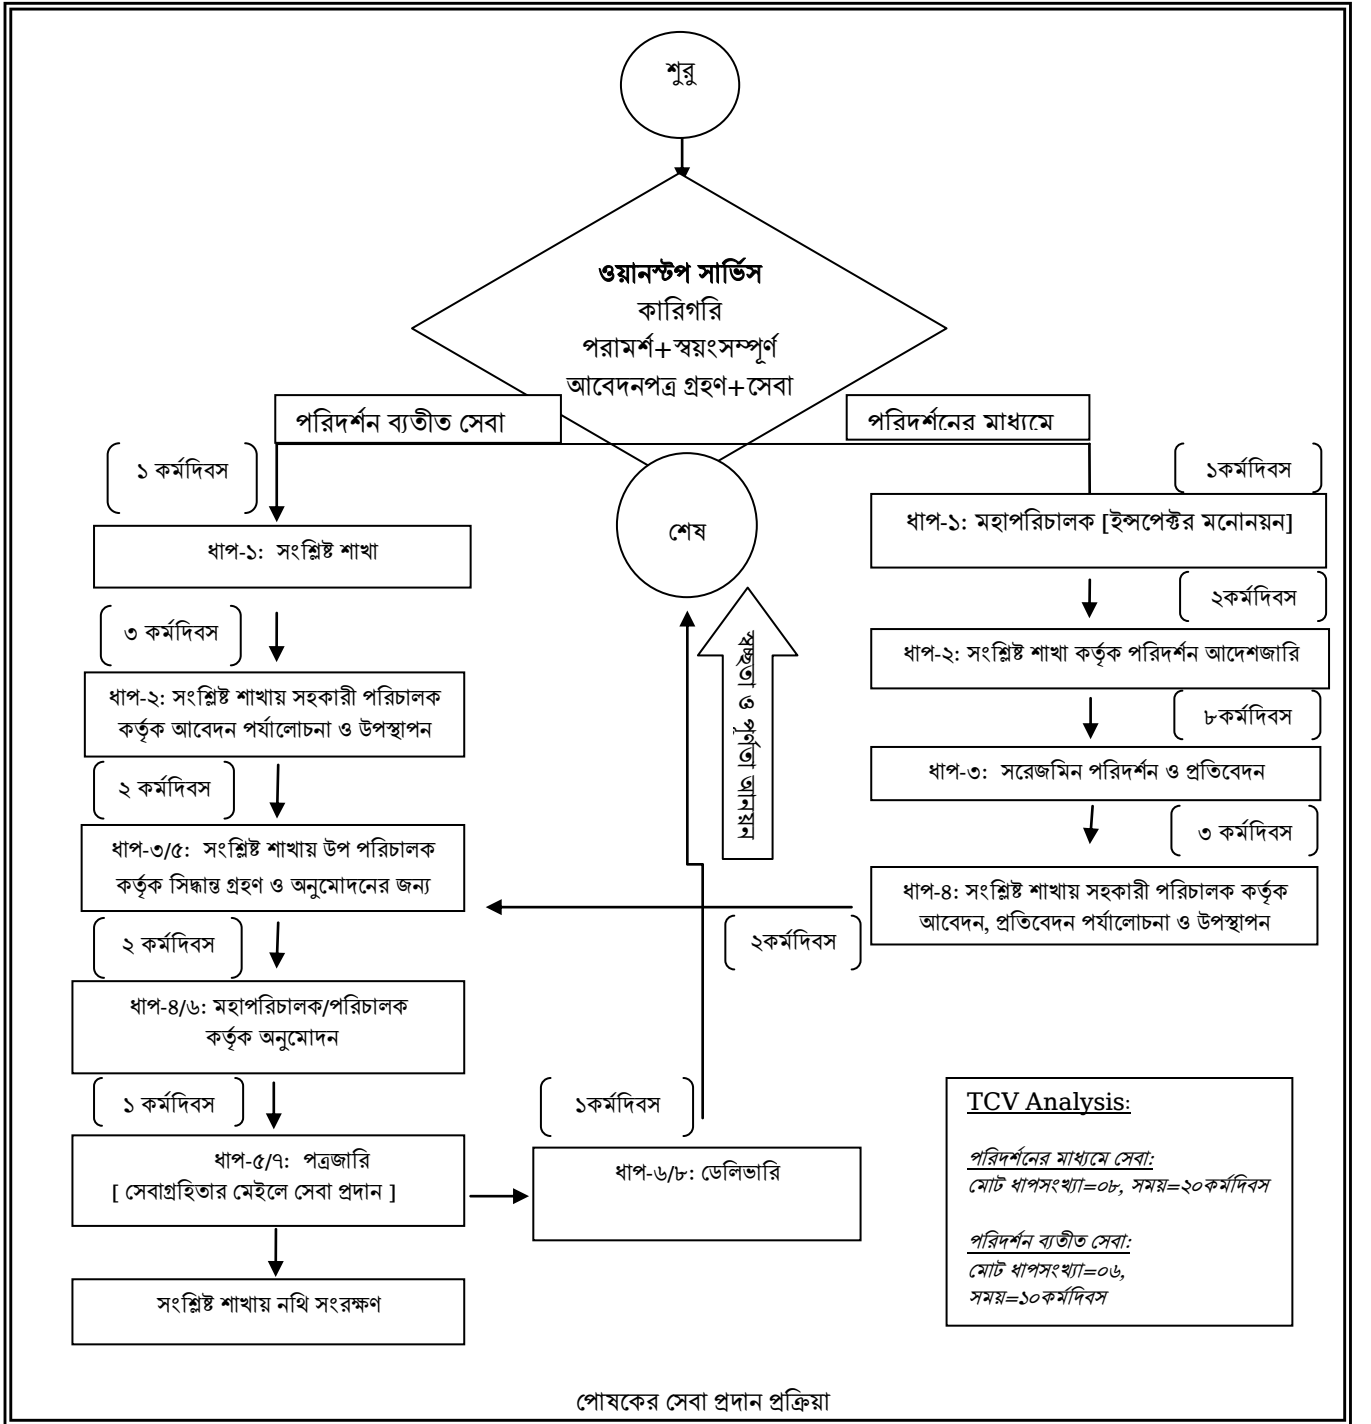 শুরু
ওয়ানস্টপ সার্ভিস
কারিগরি
পরামর্শ+স্বয়ংসম্পূর্ণ
আবেদনপত্র গ্রহণ+সেবা
পরিদর্শন ব্যতীত সেবা
পরিদর্শনের মাধ্যমে
১ কর্মদিবস
ধাপ-১: সংশ্লিষ্ট শাখা
৩ কর্মদিবস
ধাপ-২: সংশ্লিষ্ট শাখায় সহকারী পরিচালক
কর্তৃক আবেদন পর্যালোচনা ও উপস্থাপন
২ কর্মদিবস
ধাপ-৩/৫: সংশ্লিষ্ট শাখায় উপ পরিচালক
কর্তৃক সিদ্ধান্ত গ্রহণ ও অনুমোদনের জন্য
২ কর্মদিবস
ধাপ-৪/৬: মহাপরিচালক/পরিচালক
কর্তৃক অনুমোদন
১ কর্মদিবস
ধাপ-৫/৭: পত্রজারি
[ সেবাগ্রহিতার মেইলে সেবা প্রদান ]
সংশ্লিষ্ট শাখায় নথি সংরক্ষণ
শেষ
স্বচ্ছতা ও পূর্ণতা আনয়ন
১কর্মদিবস
ধাপ-১: মহাপরিচালক [ইন্সপেক্টর মনোনয়ন]
২কর্মদিবস
ধাপ-২: সংশ্লিষ্ট শাখা কর্তৃক পরিদর্শন আদেশজারি
৮কর্মদিবস
ধাপ-৩: সরেজমিন পরিদর্শন ও প্রতিবেদন
৩ কর্মদিবস
ধাপ-৪: সংশ্লিষ্ট শাখায় সহকারী পরিচালক কর্তৃক
আবেদন, প্রতিবেদন পর্যালোচনা ও উপস্থাপন
২কর্মদিবস
১কর্মদিবস
ধাপ-৬/৮: ডেলিভারি
TCV Analysis:
পরিদর্শনের মাধ্যমে সেবা:
মোট ধাপসংখ্যা=০৮, সময়=২০কর্মদিবস
পরিদর্শন ব্যতীত সেবা:
মোট ধাপসংখ্যা=০৬,
সময়=১০কর্মদিবস
পোষকের সেবা প্রদান প্রক্রিয়া